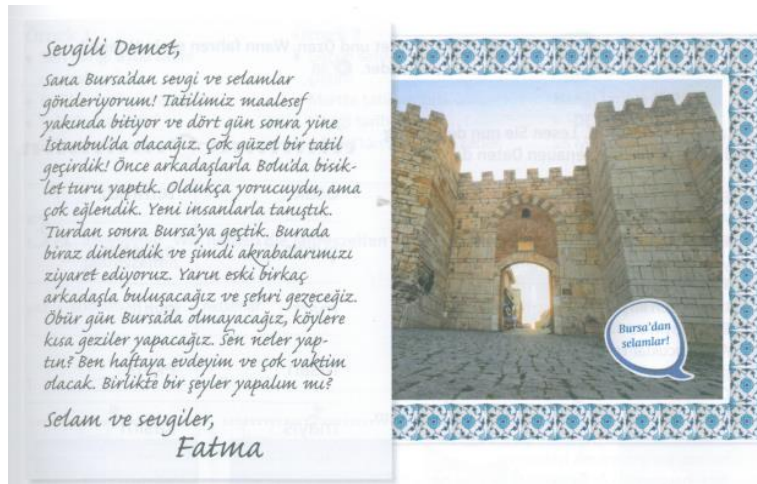 Sevgili Demet,
Sana Bursa'dan sevgi ve selamlar
gönderiyorum! Tatilimiz maalesef
yakında bitiyor ve dört gün sonra yine
İstanbul'da olacağız. Çok güzel bir tatil
geçirdik! Önce arkadaşlarla Bolu'da bisik-
let turu yaptık. Oldukça yorucuydu, ama
çok eğlendik. Yeni insanlarla tanıştık.
Turdan sonra Bursa'ya geçtik. Burada
biraz dinlendik ve şimdi akrabalarımızı
ziyaret ediyoruz. Yarın eski birkaç
arkadaşla buluşacağız ve şehri gezeceğiz.
Öbür gün Bursa'da olmayacağız, köylere
kısa geziler yapacağız. Sen neler yap-
tın? Ben haftaya evdeyim ve çok vaktim
olacak. Birlikte bir şeyler yapalım mı?
Selam ve sevgiler,
Fatma
Bursa'dan
selamlar!